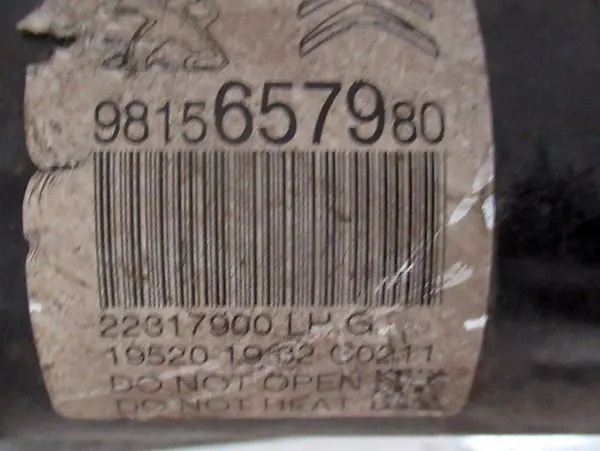 9815657980
22317900 LH G
19520 19:32 C0211
DO NOT OPEN
DO NOT HEAT